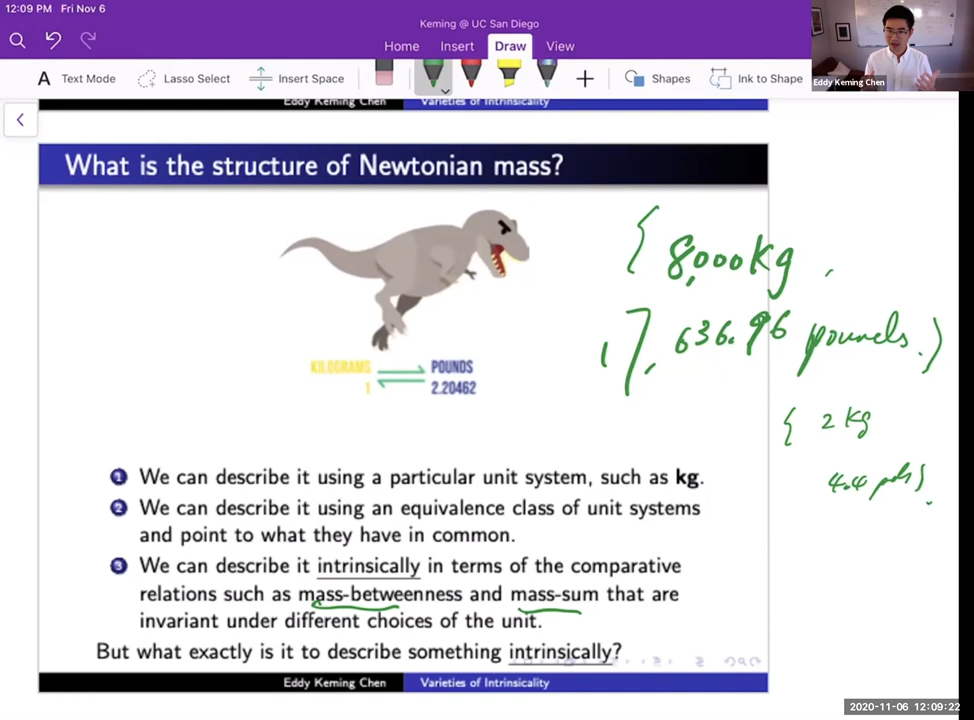 12:09 PM Fri Nov 6
Keming @ UC San Diego
Home Insert Draw View
A Text Mode Lasso Select Insert Space + Shapes Ink to Shape
Eddy Keming Chen
Eddy Keming Chen Varieties of Intrinsicality
What is the structure of Newtonian mass?
{ 8,000 kg ,
636.96 pounds.
KILOGRAMS POUNDS
1 2.20462
{ 2 kg
4.4
1 We can describe it using a particular unit system, such as kg.
2 We can describe it using an equivalence class of unit systems
and point to what they have in common.
3 We can describe it intrinsically in terms of the comparative
relations such as mass-betweenness and mass-sum that are
invariant under different choices of the unit.
But what exactly is it to describe something intrinsically?
Eddy Keming Chen Varieties of Intrinsicality
2020-11-06 12:09:22